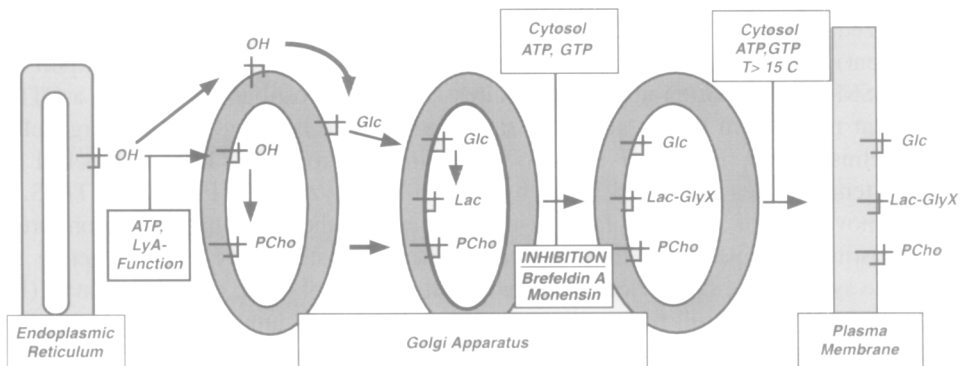 Cytosol
ATP, GTP
Cytosol
ATP,GTP
T> 15 C
OH
Glc
OH
OH
Glc
Glc
Glc
Lac
Lac-GlyX
Lac-GlyX
ATP,
LyA-
Function
PCho
PCho
PCho
PCho
INHIBITION
Brefeldin A
Monensin
Endoplasmic
Reticulum
Golgi Apparatus
Plasma
Membrane